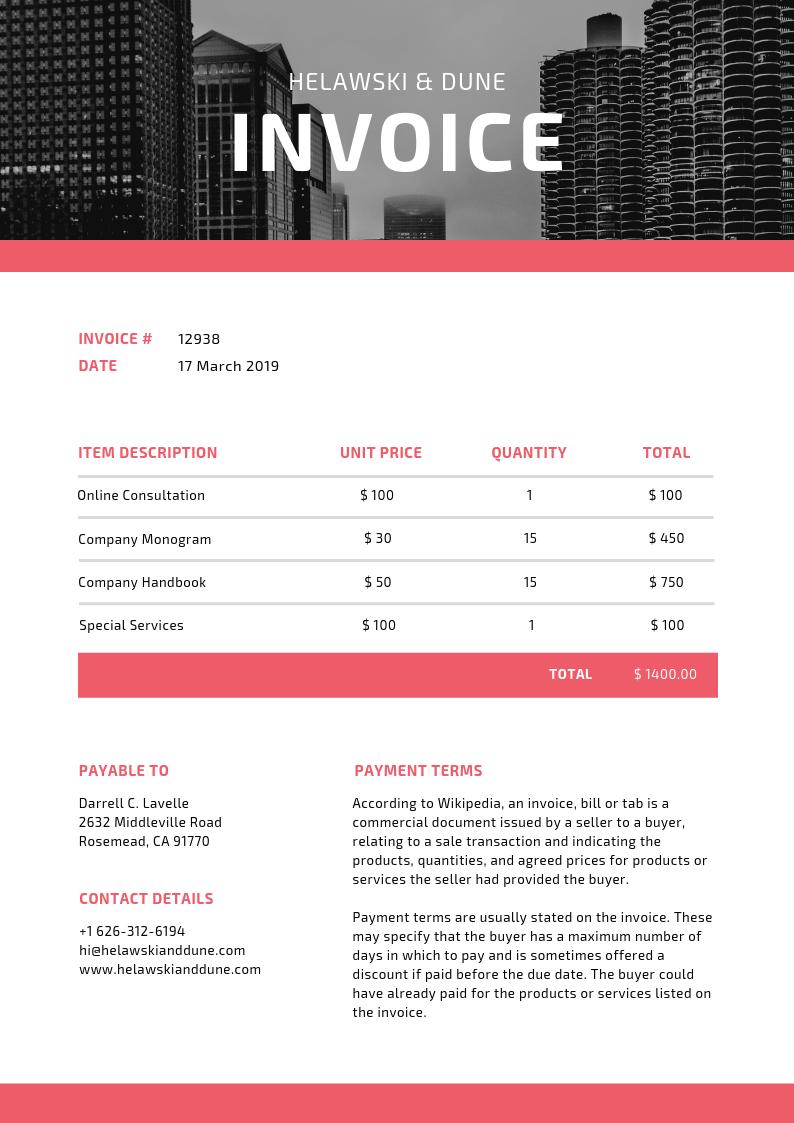 HELAWSKI & DUNE
INVOICE
INVOICE # 12938
DATE 17 March 2019
ITEM DESCRIPTION UNIT PRICE QUANTITY TOTAL
Online Consultation $ 100 1 $ 100
Company Monogram $ 30 15 $ 450
Company Handbook $ 50 15 $ 750
Special Services $ 100 1 $ 100
TOTAL $ 1400.00
PAYABLE TO
Darrell C. Lavelle
2632 Middleville Road
Rosemead, CA 91770
CONTACT DETAILS
+1 626-312-6194
hi@helawskianddune.com
www.helawskianddune.com
PAYMENT TERMS
According to Wikipedia, an invoice, bill or tab is a
commercial document issued by a seller to a buyer,
relating to a sale transaction and indicating the
products, quantities, and agreed prices for products or
services the seller had provided the buyer.
Payment terms are usually stated on the invoice. These
may specify that the buyer has a maximum number of
days in which to pay and is sometimes offered a
discount if paid before the due date. The buyer could
have already paid for the products or services listed on
the invoice.